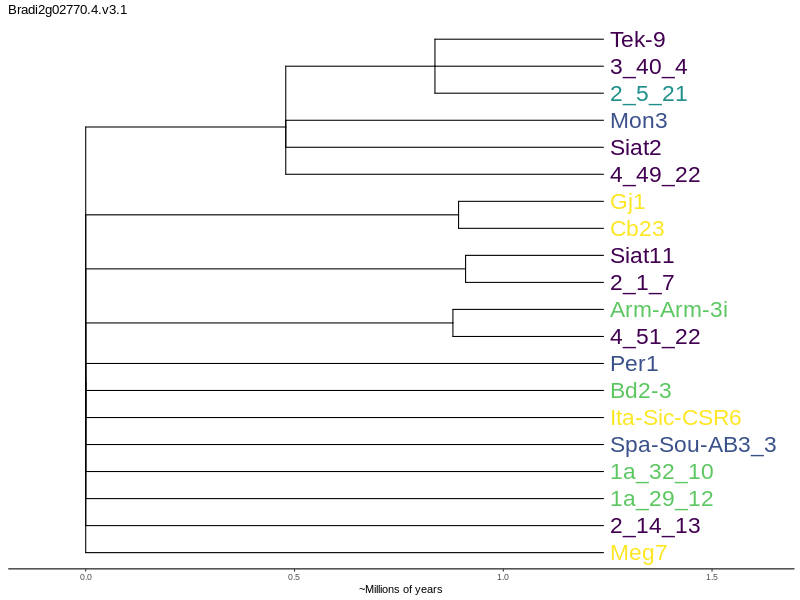 Bradi2g02770.4.v3.1
Tek-9
3_40_4
2_5_21
Mon3
Siat2
4_49_22
Gj1
Cb23
Siat11
2_1_7
Arm-Arm-3i
4_51_22
Per1
Bd2-3
Ita-Sic-CSR6
Spa-Sou-AB3_3
1a_32_10
1a_29_12
2_14_13
Meg7
0.0 0.5 1.0 1.5
~Millions of years